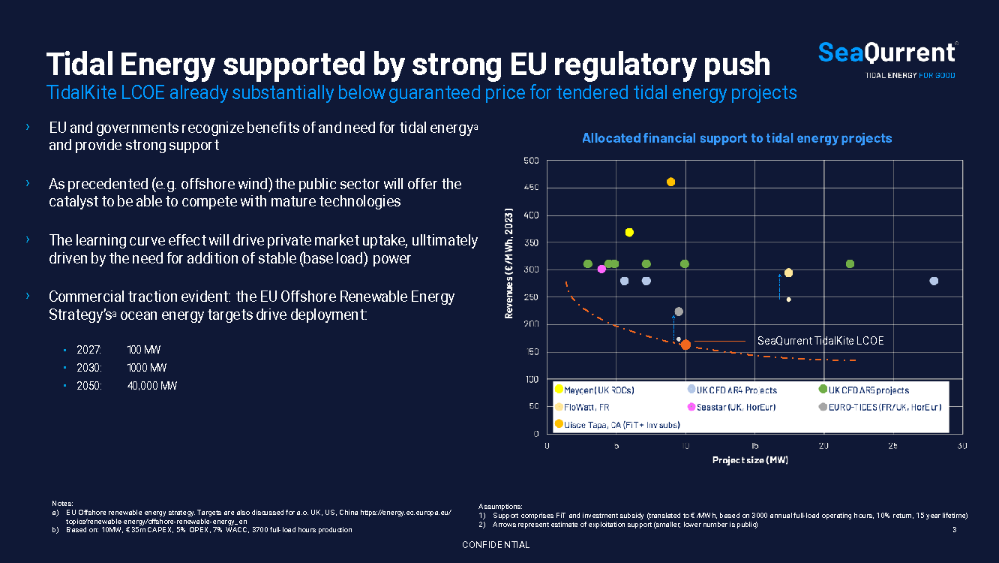 Tidal Energy supported by strong EU regulatory push
TidalKite LCOE already substantially below guaranteed price for tendered tidal energy projects
SeaQurrent®
TIDAL ENERGY FOR GOOD
› EU and governments recognize benefits of and need for tidal energyᵃ
and provide strong support
› As precedented (e.g. offshore wind) the public sector will offer the
catalyst to be able to compete with mature technologies
› The learning curve effect will drive private market uptake, ulltimately
driven by the need for addition of stable (base load) power
› Commercial traction evident: the EU Offshore Renewable Energy
Strategy'sᵃ ocean energy targets drive deployment:
• 2027: 100 MW
• 2030: 1000 MW
• 2050: 40,000 MW
Allocated financial support to tidal energy projects
Revenues (€/MWh, 2023)
500
450
400
350
300
250
200
150
100
50
0
SeaQurrent TidalKite LCOE
Meygen (UK ROCs)
UK CFD AR4 Projects
UK CFD AR5 projects
FloWatt, FR
Seastar (UK, HorEur)
EURO-TIDES (FR/UK, HorEur)
Uisce Tapa, CA (FiT + Inv subs)
0 5 10 15 20 25 30
Project size (MW)
Notes:
a) EU Offshore renewable energy strategy. Targets are also discussed for a.o. UK, US, China https://energy.ec.europa.eu/
topics/renewable-energy/offshore-renewable-energy_en
b) Based on: 10MW, €35m CAPEX, 5% OPEX, 7% WACC, 3700 full-load hours production
Assumptions:
1) Support comprises FiT and investment subsidy (translated to €/MWh, based on 3000 annual full-load operating hours, 10% return, 15 year lifetime)
2) Arrows represent estimate of exploitation support (smaller, lower number is public)
3
CONFIDENTIAL